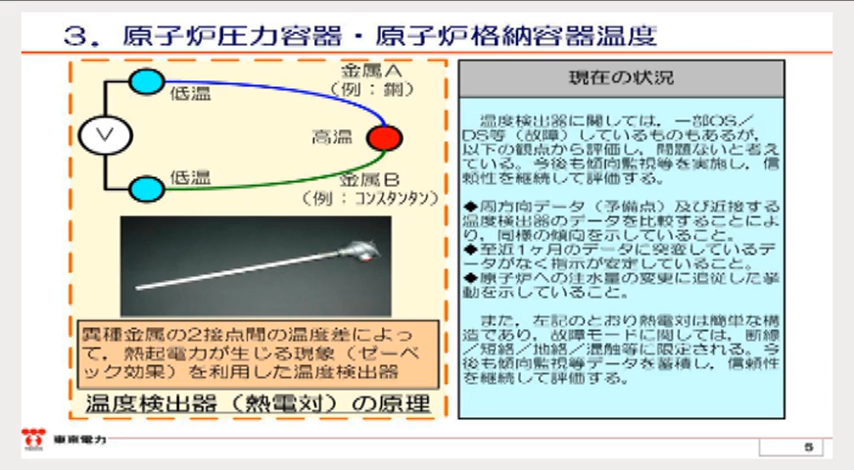 3．原子炉圧力容器・原子炉格納容器温度
金属A
（例：銅）
低温
V
高温
低温
金属B
（例：コンスタンタン）
異種金属の2接点間の温度差によっ
て，熱起電力が生じる現象（ゼーベ
ック効果）を利用した温度検出器
温度検出器（熱電対）の原理
現在の状況
温度検出器に関しては，一部OS／
DS等（故障）しているものもあるが，
以下の観点から評価し，問題ないと考え
ている。今後も傾向監視等を実施し，信
頼性を継続して評価する。
◆周方向データ（予備点）及び近接する
温度検出器のデータを比較することによ
り，同様の傾向を示していること。
◆至近1ヶ月のデータに突変しているデ
ータがなく指示が安定していること。
◆原子炉への注水量の変更に追従した挙
動を示していること。
また，左記のとおり熱電対は簡単な構
造であり，故障モードに関しては，断線
／短絡／地絡／混触等に限定される。今
後も傾向監視等データを蓄積し，信頼性
を継続して評価する。
東京電力
5